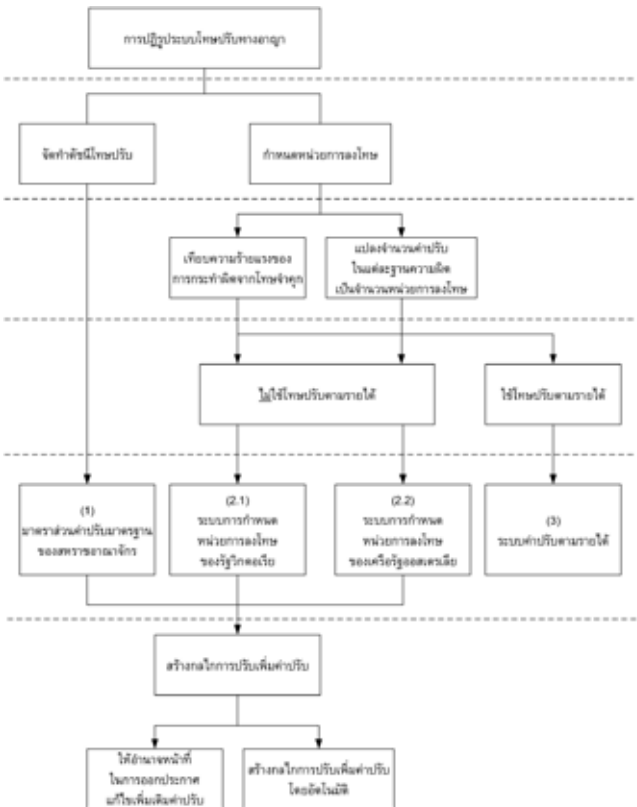 การปฏิรูประบบโทษปรับทางอาญา
จัดทำดัชนีโทษปรับ
กำหนดหน่วยการลงโทษ
เทียบความร้ายแรงของ
การกระทำผิดจากโทษจำคุก
แปลงจำนวนค่าปรับ
ในแต่ละฐานความผิด
เป็นจำนวนหน่วยการลงโทษ
ไม่ใช้โทษปรับตามรายได้
ใช้โทษปรับตามรายได้
(1)
มาตราส่วนค่าปรับมาตรฐาน
ของสหราชอาณาจักร
(2.1)
ระบบการกำหนด
หน่วยการลงโทษ
ของรัฐวิกตอเรีย
(2.2)
ระบบการกำหนด
หน่วยการลงโทษ
ของเครือรัฐออสเตรเลีย
(3)
ระบบค่าปรับตามรายได้
สร้างกลไกการปรับเพิ่มค่าปรับ
ให้อำนาจหน้าที่
ในการออกประกาศ
แก้ไขเพิ่มเติมค่าปรับ
สร้างกลไกการปรับเพิ่มค่าปรับ
โดยอัตโนมัติ